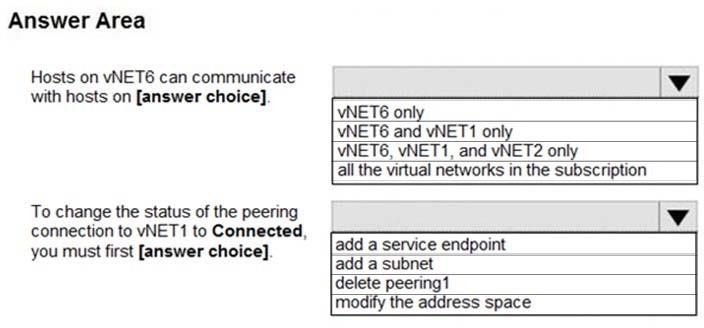 Answer Area
Hosts on vNET6 can communicate
with hosts on [answer choice].
vNET6 only
vNET6 and vNET1 only
vNET6, vNET1, and vNET2 only
all the virtual networks in the subscription
To change the status of the peering
connection to vNET1 to Connected,
you must first [answer choice].
add a service endpoint
add a subnet
delete peering1
modify the address space